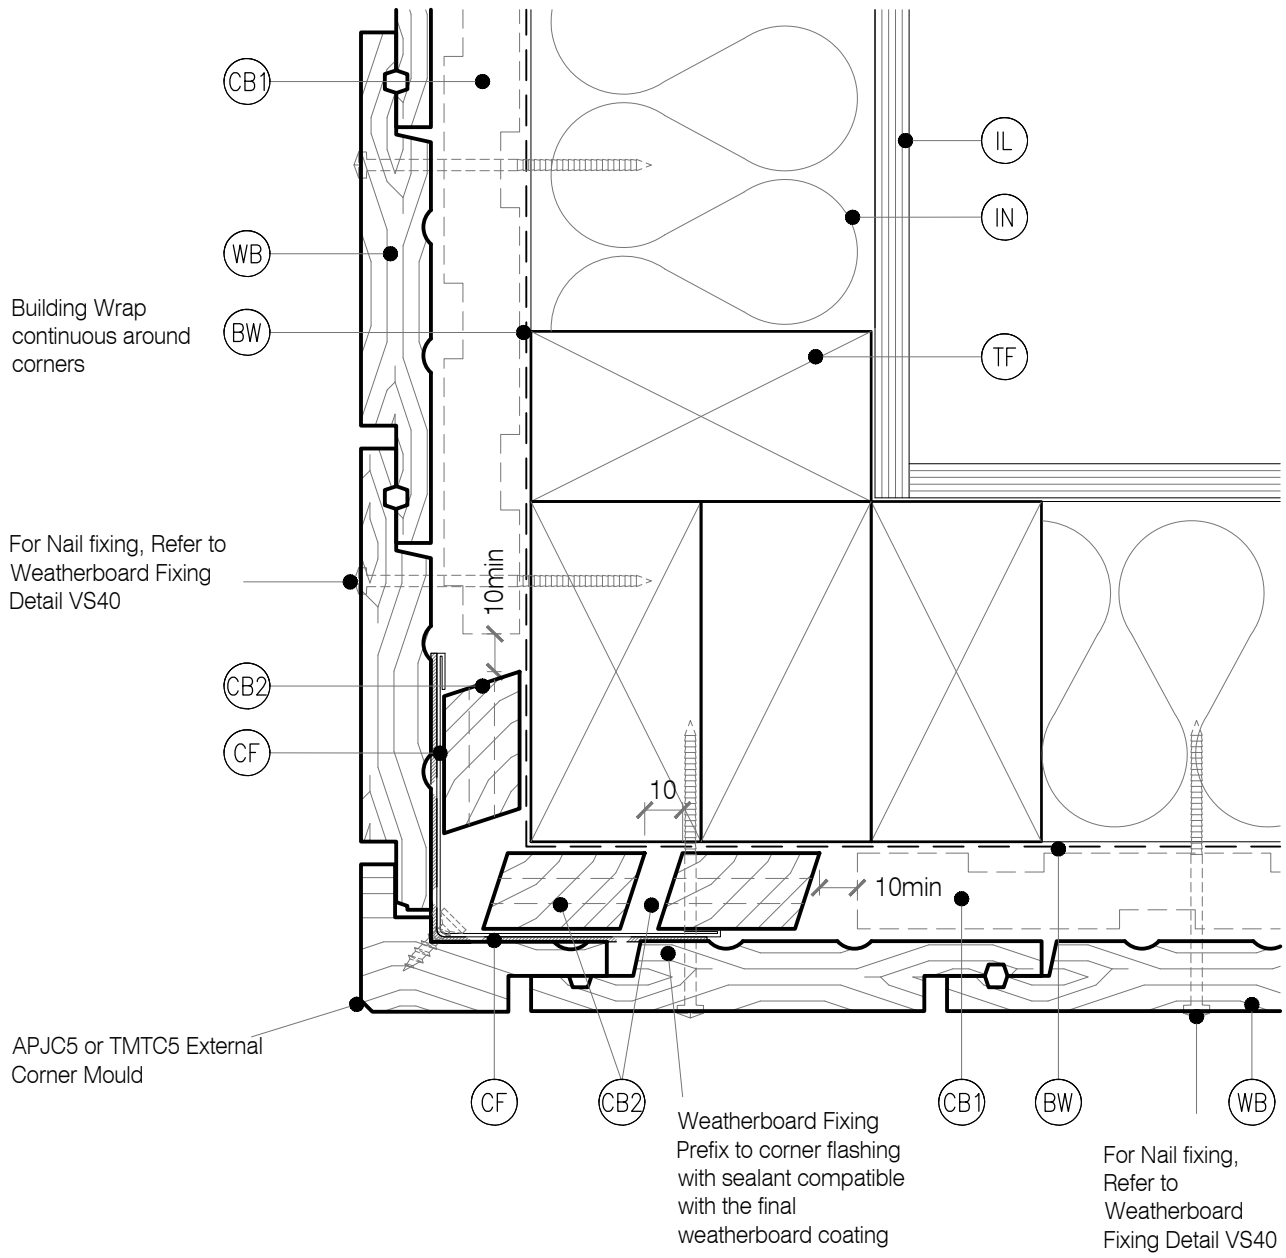 CB1
IL
IN
WB
Building Wrap
continuous around
corners
BW
TF
For Nail fixing, Refer to
Weatherboard Fixing
Detail VS40
10min
CB2
CF
10
10min
APJC5 or TMTC5 External
Corner Mould
CF
CB2
CB1
BW
WB
Weatherboard Fixing
Prefix to corner flashing
with sealant compatible
with the final
weatherboard coating
For Nail fixing,
Refer to
Weatherboard
Fixing Detail VS40